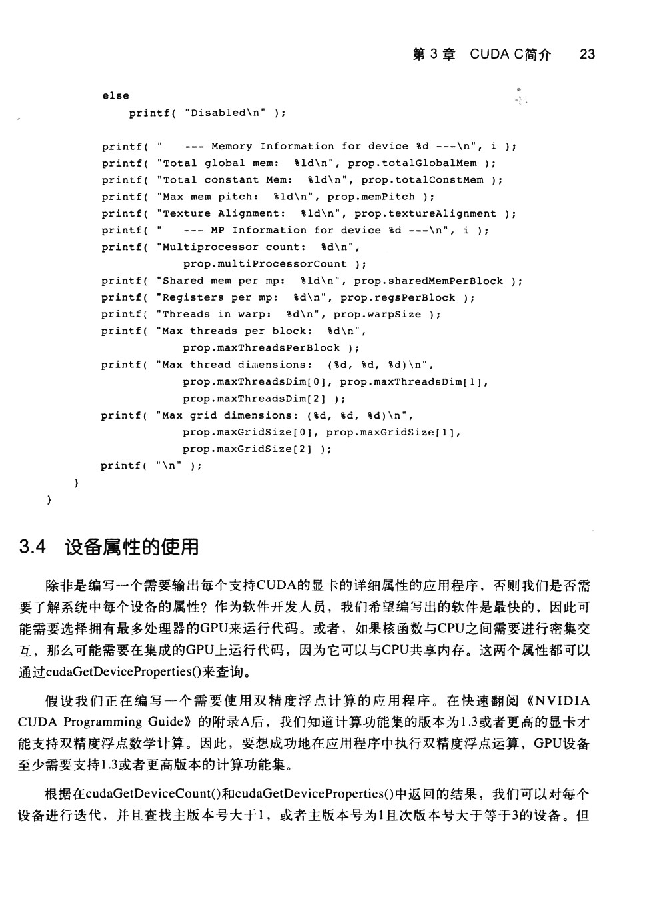 第 3 章 CUDA C简介 23
else
printf( "Disabled\n" );
printf( " --- Memory Information for device %d ---\n", i );
printf( "Total global mem: %ld\n", prop.totalGlobalMem );
printf( "Total constant Mem: %ld\n", prop.totalConstMem );
printf( "Max mem pitch: %ld\n", prop.memPitch );
printf( "Texture Alignment: %ld\n", prop.textureAlignment );
printf( " --- MP Information for device %d ---\n", i );
printf( "Multiprocessor count: %d\n",
prop.multiProcessorCount );
printf( "Shared mem per mp: %ld\n", prop.sharedMemPerBlock );
printf( "Registers per mp: %d\n", prop.regsPerBlock );
printf( "Threads in warp: %d\n", prop.warpSize );
printf( "Max threads per block: %d\n",
prop.maxThreadsPerBlock );
printf( "Max thread dimensions: (%d, %d, %d)\n",
prop.maxThreadsDim[0], prop.maxThreadsDim[1],
prop.maxThreadsDim[2] );
printf( "Max grid dimensions: (%d, %d, %d)\n",
prop.maxGridSize[0], prop.maxGridSize[1],
prop.maxGridSize[2] );
printf( "\n" );
}
}
3.4 设备属性的使用
除非是编写一个需要输出每个支持CUDA的显卡的详细属性的应用程序，否则我们是否需
要了解系统中每个设备的属性？作为软件开发人员，我们希望编写出的软件是最快的，因此可
能需要选择拥有最多处理器的GPU来运行代码。或者，如果核函数与CPU之间需要进行密集交
互，那么可能需要在集成的GPU上运行代码，因为它可以与CPU共享内存。这两个属性都可以
通过cudaGetDeviceProperties()来查询。
假设我们正在编写一个需要使用双精度浮点计算的应用程序。在快速翻阅《NVIDIA
CUDA Programming Guide》的附录A后，我们知道计算功能集的版本为1.3或者更高的显卡才
能支持双精度浮点数学计算。因此，要想成功地在应用程序中执行双精度浮点运算，GPU设备
至少需要支持1.3或者更高版本的计算功能集。
根据在cudaGetDeviceCount()和cudaGetDeviceProperties()中返回的结果，我们可以对每个
设备进行迭代，并且查找主版本号大于1，或者主版本号为1且次版本号大于等于3的设备。但